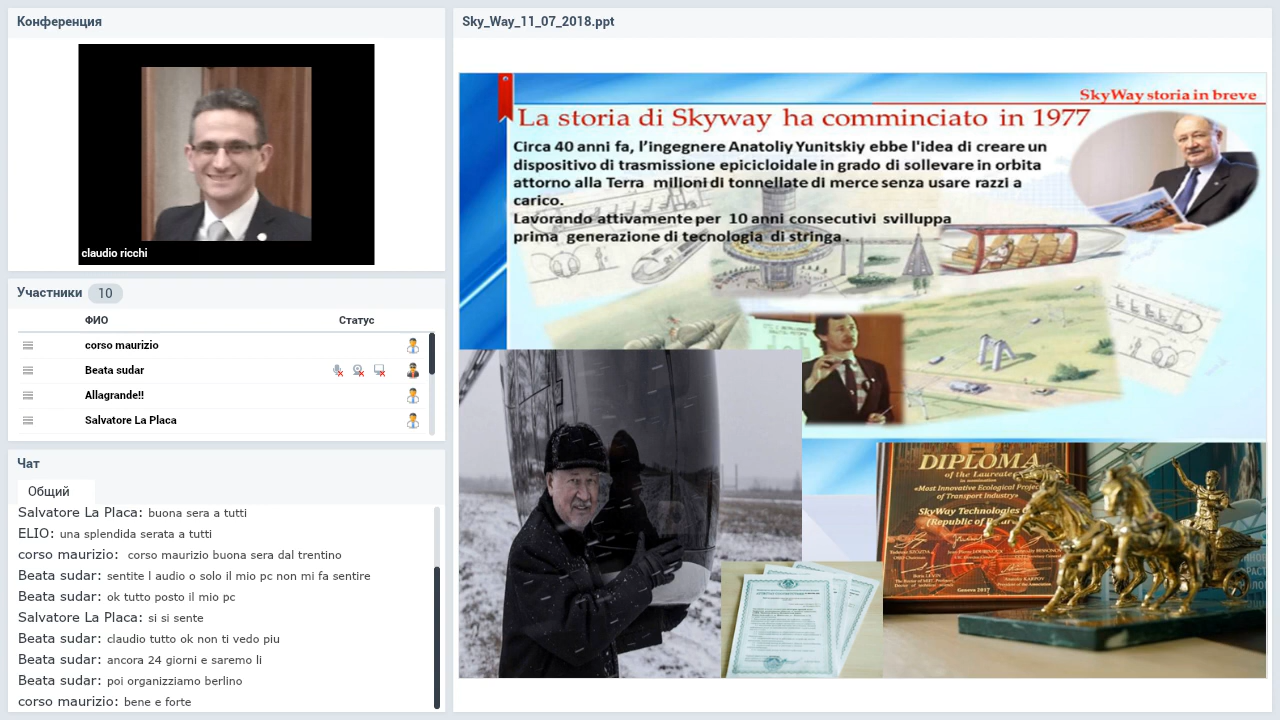 Конференция
claudio ricchi
Участники 10
ФИО Статус
corso maurizio
Beata sudar
Allagrande!!
Salvatore La Placa
Чат
Общий
Salvatore La Placa: buona sera a tutti
ELIO: una splendida serata a tutti
corso maurizio: corso maurizio buona sera dal trentino
Beata sudar: sentite l audio o solo il mio pc non mi fa sentire
Beata sudar: ok tutto posto il mio pc
Salvatore La Placa: si si sente
Beata sudar: claudio tutto ok non ti vedo piu
Beata sudar: ancora 24 giorni e saremo li
Beata sudar: poi organizziamo berlino
corso maurizio: bene e forte
Sky_Way_11_07_2018.ppt
SkyWay storia in breve
La storia di Skyway ha comminciato in 1977
Circa 40 anni fa, l'ingegnere Anatoliy Yunitskiy ebbe l'idea di creare un
dispositivo di trasmissione epicicloidale in grado di sollevare in orbita
attorno alla Terra milioni di tonnellate di merce senza usare razzi a
carico.
Lavorando attivamente per 10 anni consecutivi svilluppa
prima generazione di tecnologia di stringa .
DIPLOMA
of the Laureate
«Most Innovative Ecological Project
of Transport Industry»
SkyWay Technologies
(Republic of
Geneva 2017